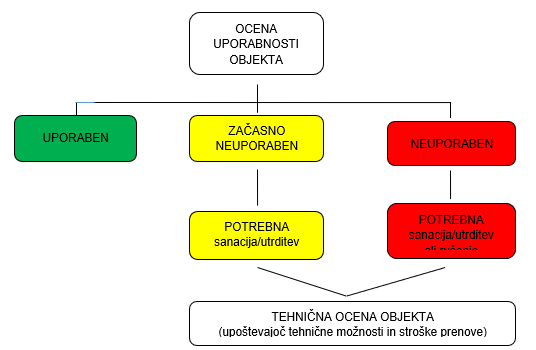 OCENA
UPORABNOSTI
OBJEKTA
UPORABEN
ZAČASNO
NEUPORABEN
NEUPORABEN
POTREBNA
sanacija/utrditev
POTREBNA
sanacija/utrditev
ali
TEHNIČNA OCENA OBJEKTA
(upoštevajoč tehnične možnosti in stroške prenove)